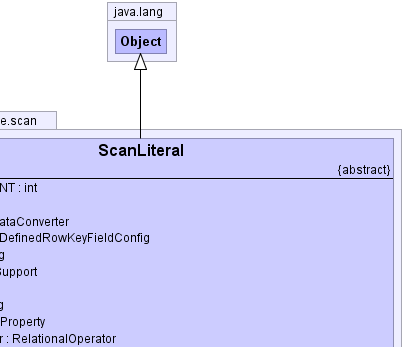 java.lang
Object
e.scan
ScanLiteral
{abstract}
NT : int
ataConverter
DefinedRowKeyFieldConfig
g
Support
g
Property
r : RelationalOperator